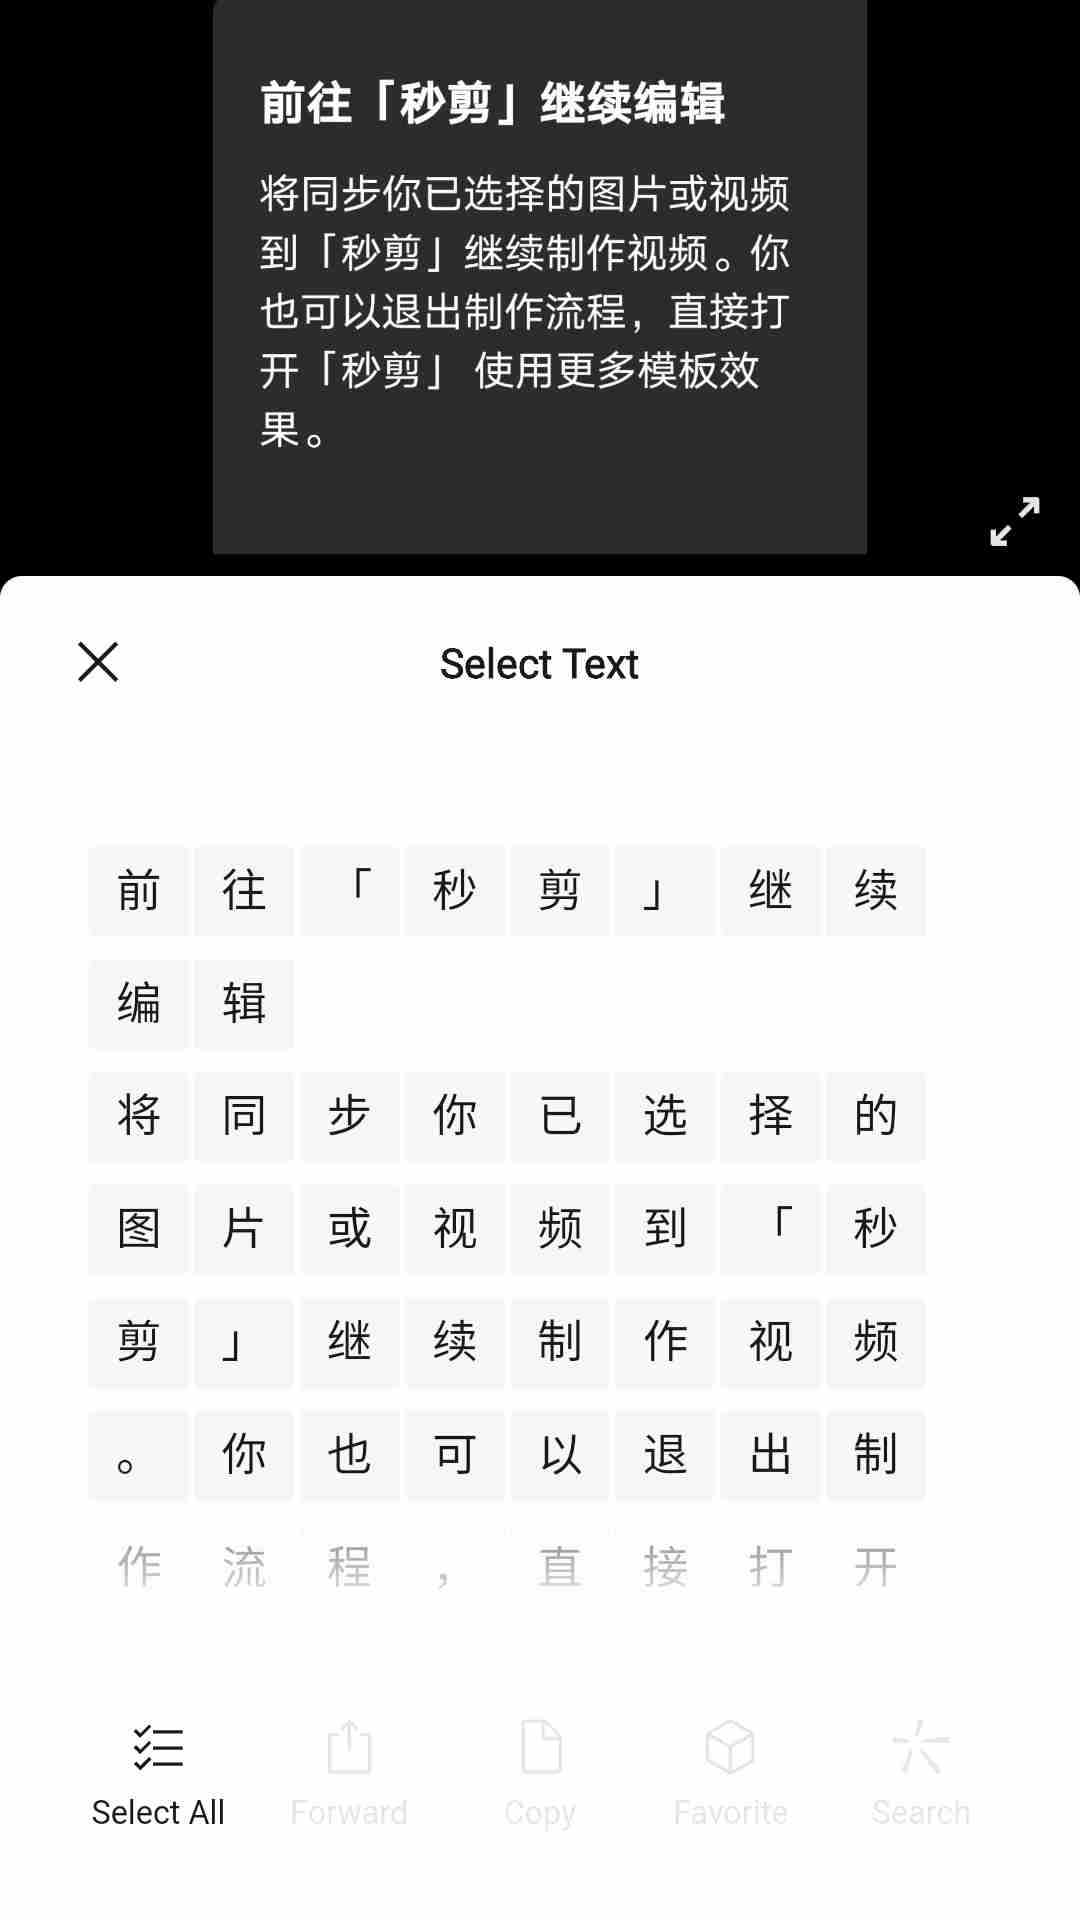 前往「秒剪」继续编辑
将同步你已选择的图片或视频
到「秒剪」继续制作视频。你
也可以退出制作流程，直接打
开「秒剪」 使用更多模板效
果。
Select Text
前 往 「 秒 剪 」 继 续
编 辑
将 同 步 你 已 选 择 的
图 片 或 视 频 到 「 秒
剪 」 继 续 制 作 视 频
。 你 也 可 以 退 出 制
作 流 程 ， 直 接 打 开
Select All Forward Copy Favorite Search